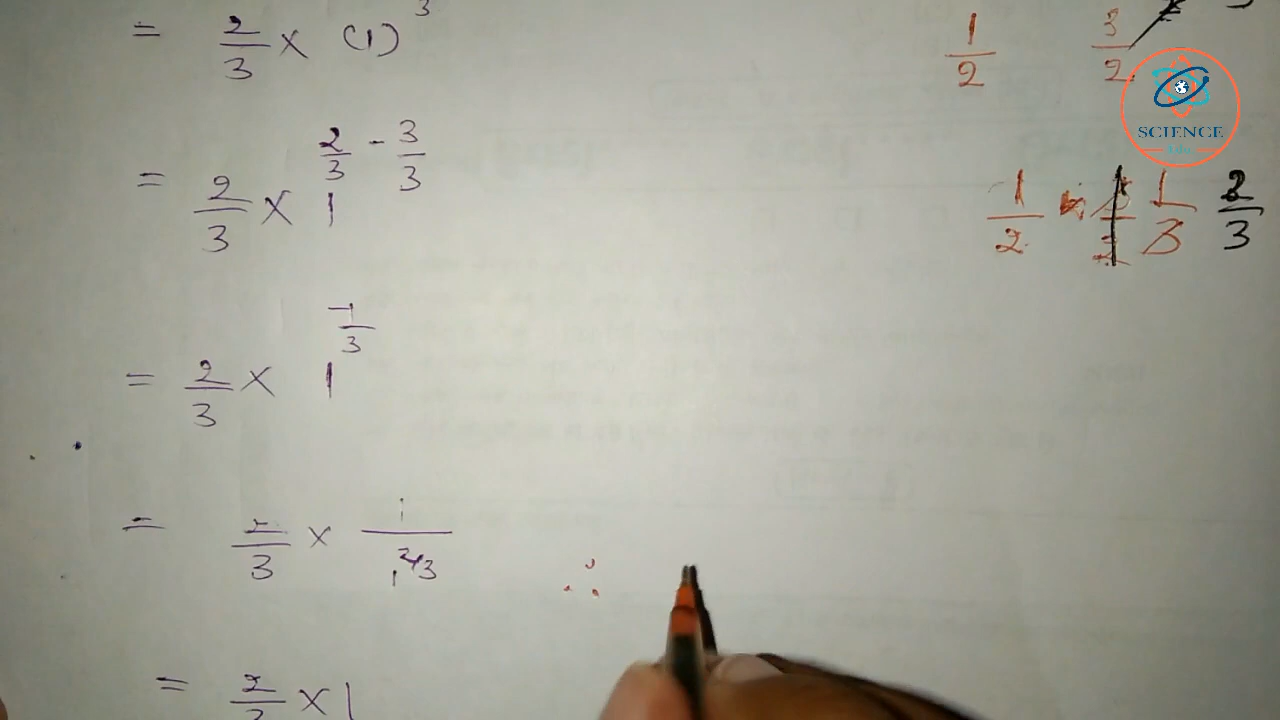 = 2/3 × (1)^3
1/2 3/2
SCIENCE
= 2/3 × 1^(2/3 - 3/3)
1/2 1/3 2/3
= 2/3 × 1^(-1/3)
= 2/3 × 1/1^(2/3)
∴
= 2/3 × 1